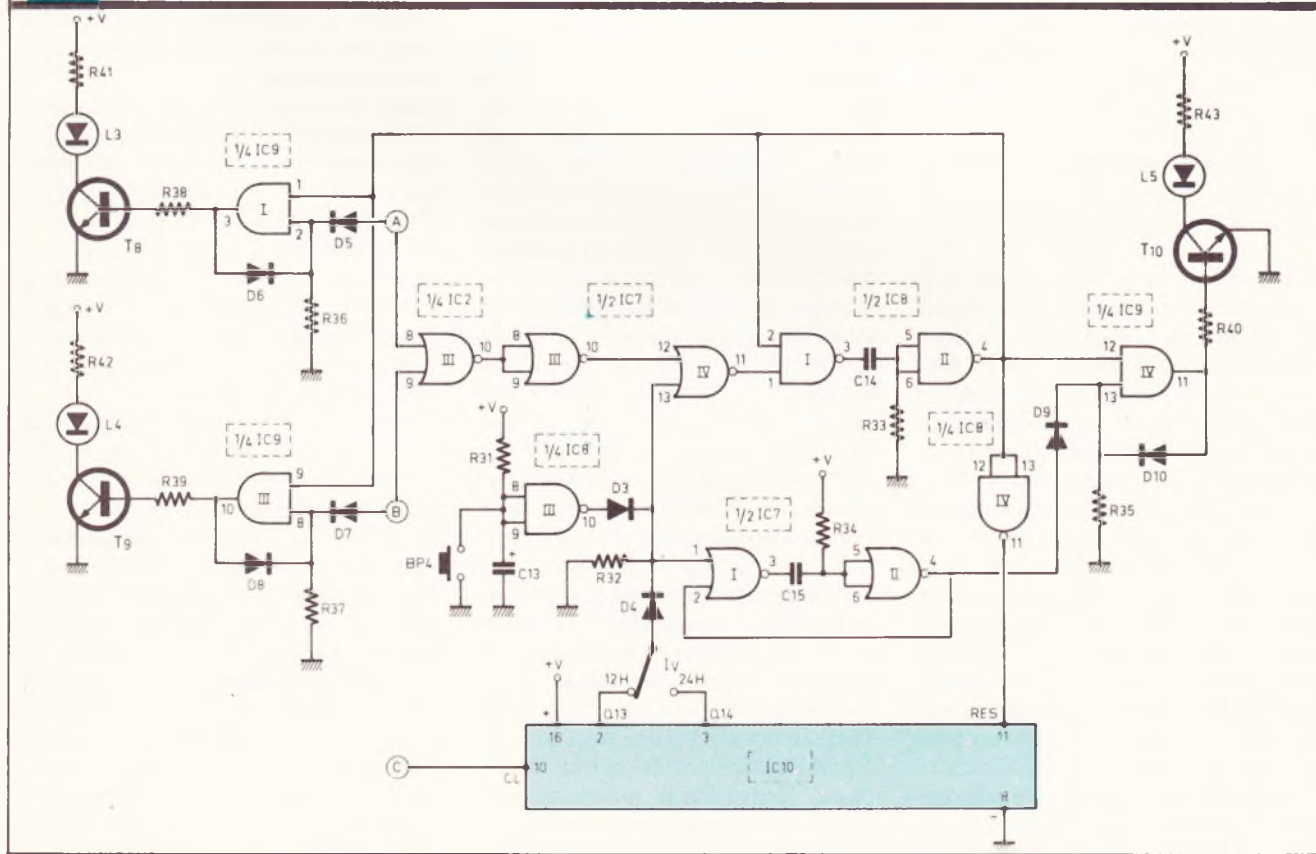 +V
R41
L3
T8
R38
1/4 IC9
I
1
2
3
D5
A
D6
R36
+V
R42
L4
T9
R39
1/4 IC9
III
9
8
10
D7
B
D8
R37
1/4 IC2
8
9
III
10
1/2 IC7
8
9
III
10
12
13
IV
11
+V
R31
1/4 IC8
8
9
III
10
D3
BP4
C13
+
R32
D4
1/2 IC7
1
2
I
3
C15
+V
R34
5
6
II
4
2
1
I
3
1/2 IC8
C14
5
6
II
4
R33
1/4 IC8
12
13
IV
11
1/4 IC9
12
13
IV
11
D9
D10
R35
+V
R43
L5
T10
R40
12H
IV
24H
+V
+
16
Q13
2
Q14
3
RES
11
C
CL
10
IC10
8
-